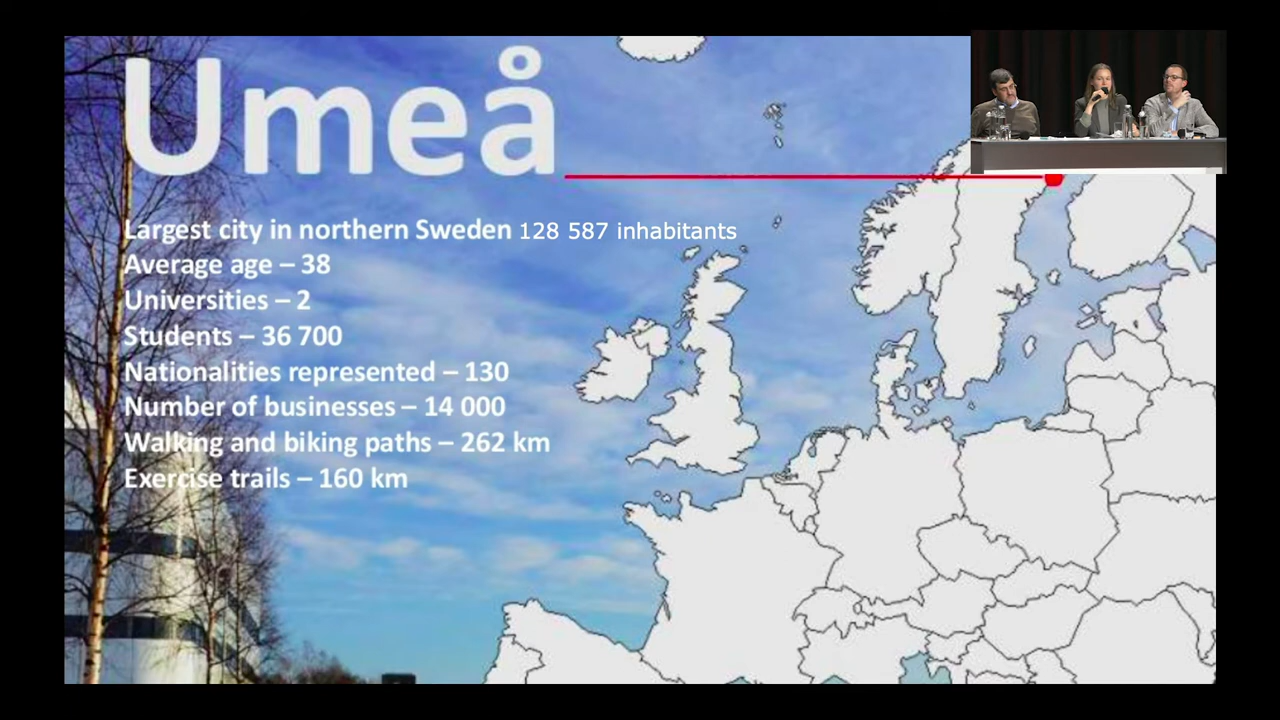 Umeå
Largest city in northern Sweden 128 587 inhabitants
Average age – 38
Universities – 2
Students – 36 700
Nationalities represented – 130
Number of businesses – 14 000
Walking and biking paths – 262 km
Exercise trails – 160 km